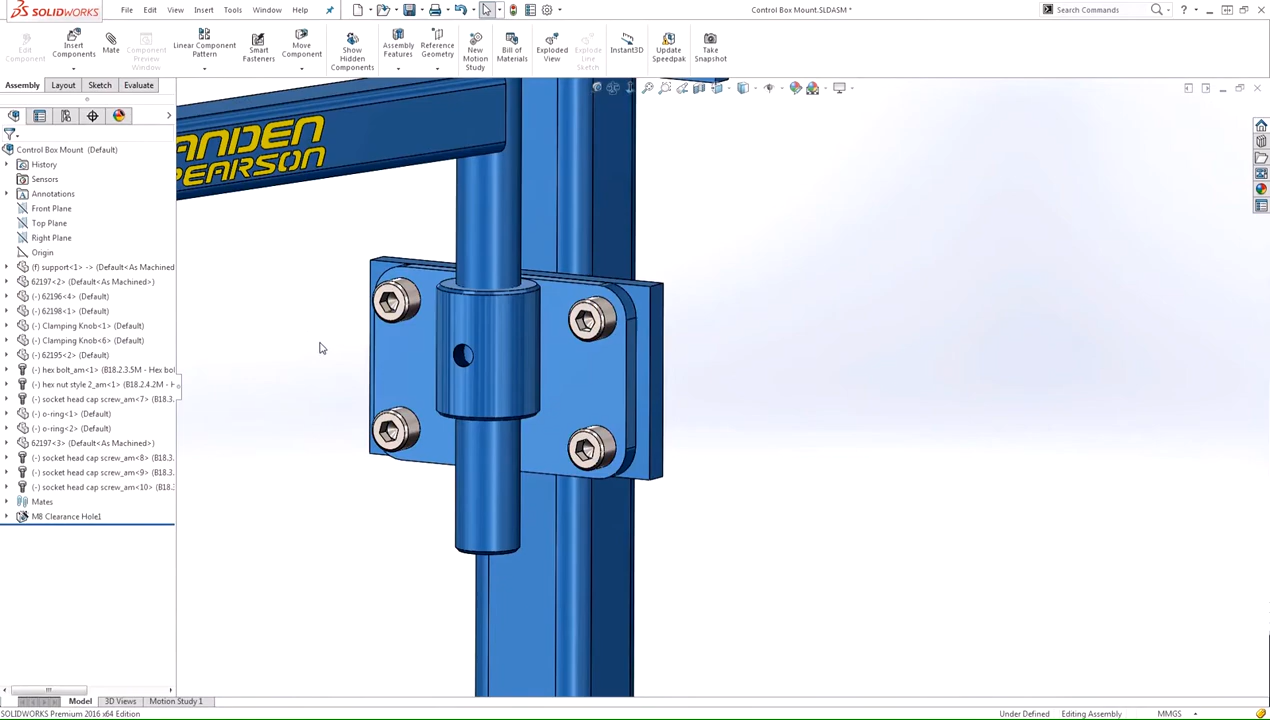 SOLIDWORKS
File
Edit
View
Insert
Tools
Window
Help
Control Box Mount.SLDASM *
Search Commands
?
Edit
Component
Insert
Components
Mate
Component
Preview
Window
Linear Component
Pattern
Smart
Fasteners
Move
Component
Show
Hidden
Components
Assembly
Features
Reference
Geometry
New
Motion
Study
Bill of
Materials
Exploded
View
Explode
Line
Sketch
Instant3D
Update
Speedpak
Take
Snapshot
Assembly
Layout
Sketch
Evaluate
Control Box Mount (Default)
History
Sensors
Annotations
Front Plane
Top Plane
Right Plane
Origin
(f) support<1> -> (Default<As Machined
62197<2> (Default<As Machined>)
(-) 62196<4> (Default)
(-) 62198<1> (Default)
(-) Clamping Knob<1> (Default)
(-) Clamping Knob<6> (Default)
(-) 62195<2> (Default)
(-) hex bolt_am<1> (B18.2.3.5M - Hex bol
(-) hex nut style 2_am<1> (B18.2.4.2M - H
(-) socket head cap screw_am<7> (B18.3.
(-) o-ring<1> (Default)
(-) o-ring<2> (Default)
62197<3> (Default<As Machined>)
(-) socket head cap screw_am<8> (B18.3.
(-) socket head cap screw_am<9> (B18.3.
(-) socket head cap screw_am<10> (B18.3
Mates
M8 Clearance Hole1
ANDEN
PEARSON
Model
3D Views
Motion Study 1
SOLIDWORKS Premium 2016 x64 Edition
Under Defined
Editing Assembly
MMGS